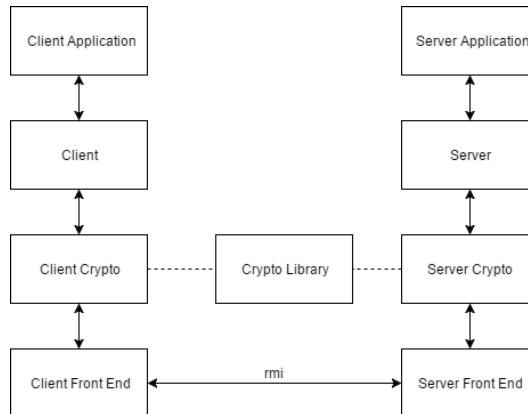 Client Application
Server Application
Client
Server
Client Crypto
Crypto Library
Server Crypto
Client Front End
rmi
Server Front End